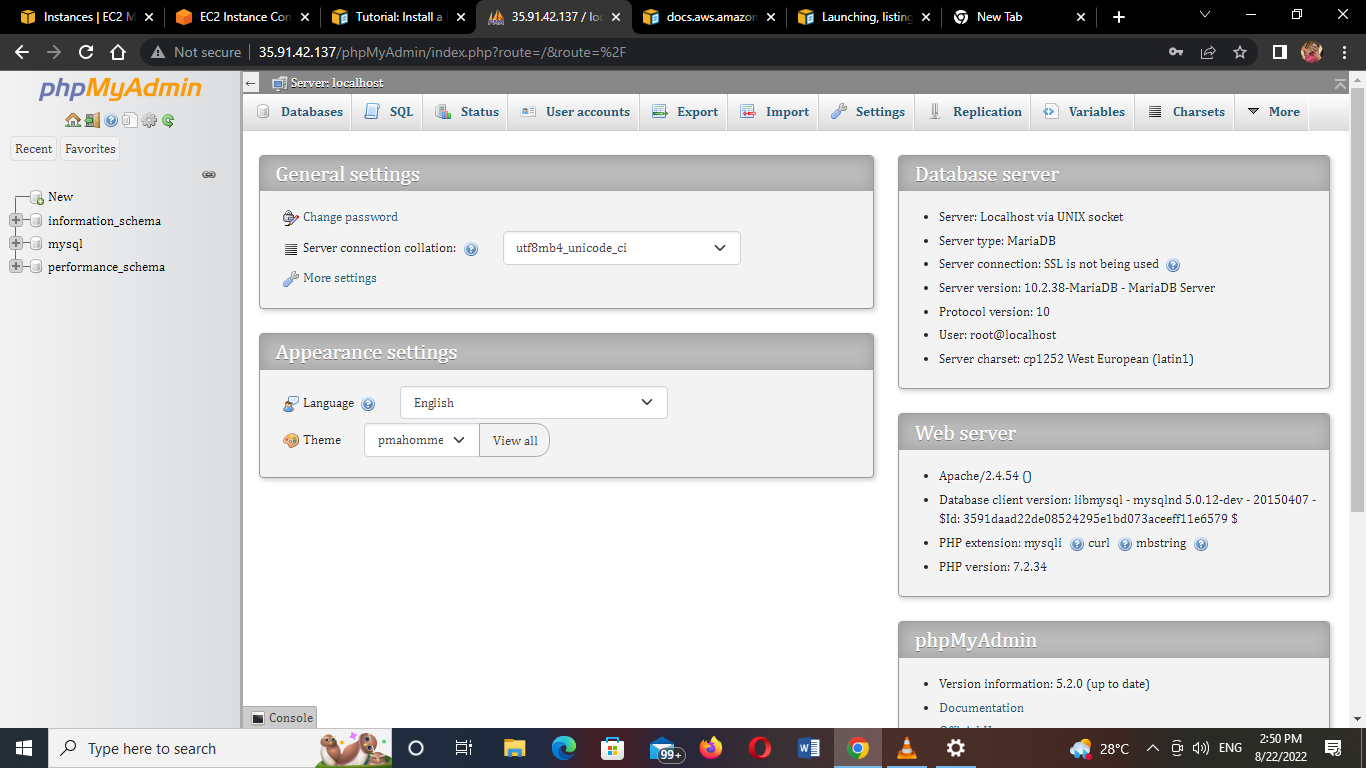 Instances | EC2 M
EC2 Instance Con
Tutorial: Install a
35.91.42.137 / lo
docs.aws.amazon
Launching, listing
New Tab
Not secure
35.91.42.137/phpMyAdmin/index.php?route=/&route=%2F
phpMyAdmin
Recent
Favorites
New
information_schema
mysql
performance_schema
Server: localhost
Databases
SQL
Status
User accounts
Export
Import
Settings
Replication
Variables
Charsets
More
General settings
Change password
Server connection collation:
utf8mb4_unicode_ci
More settings
Appearance settings
Language
English
Theme
pmahomme
View all
Database server
Server: Localhost via UNIX socket
Server type: MariaDB
Server connection: SSL is not being used
Server version: 10.2.38-MariaDB - MariaDB Server
Protocol version: 10
User: root@localhost
Server charset: cp1252 West European (latin1)
Web server
Apache/2.4.54 ()
Database client version: libmysql - mysqlnd 5.0.12-dev - 20150407 -
$Id: 3591daad22de08524295e1bd073aceeff11e6579 $
PHP extension: mysqli curl mbstring
PHP version: 7.2.34
phpMyAdmin
Version information: 5.2.0 (up to date)
Documentation
Console
Type here to search
99+
28°C
ENG
2:50 PM
8/22/2022